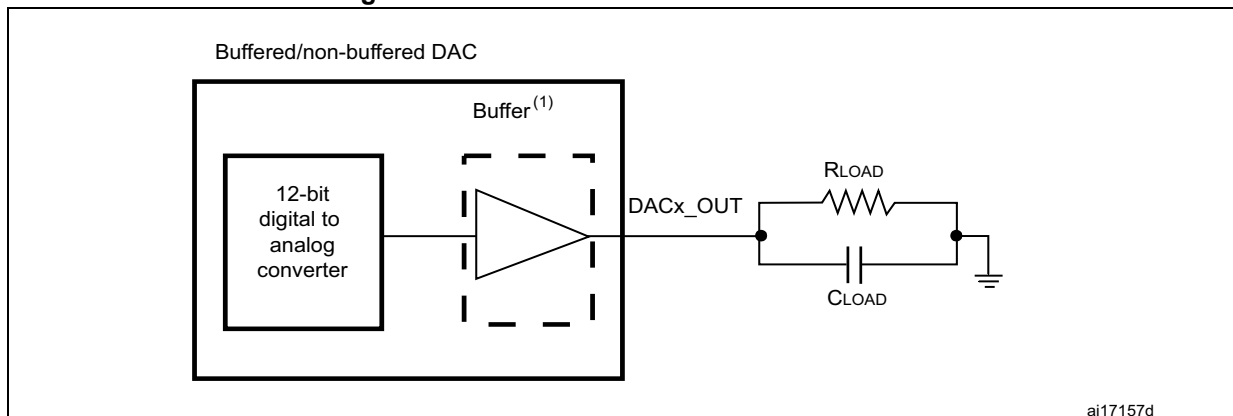 Buffered/non-buffered DAC
Buffer(1)
12-bit
digital to
analog
converter
DACx_OUT
RLOAD
CLOAD
ai17157d